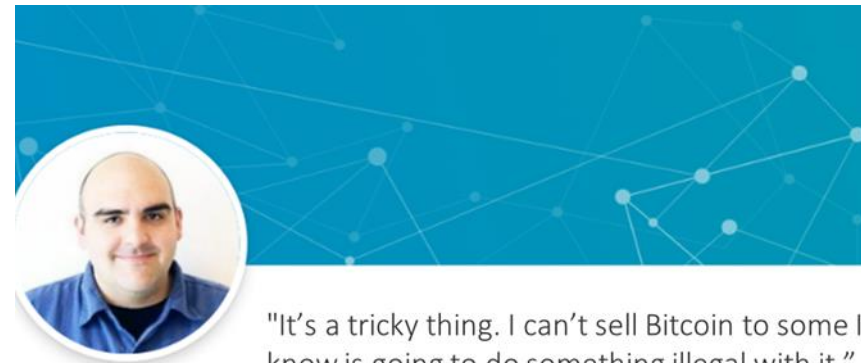 "It's a tricky thing. I can't sell Bitcoin to some I
know is going to do something illegal with it."